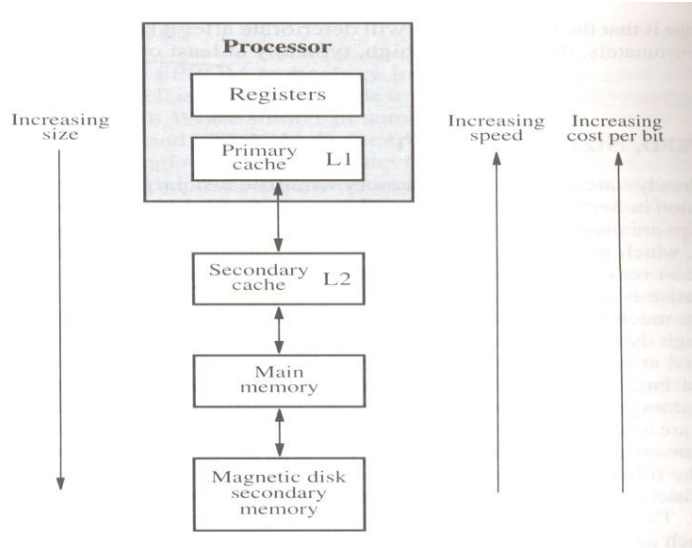 Processor
Registers
Primary
cache L1
Secondary
cache L2
Main
memory
Magnetic disk
secondary
memory
Increasing
size
Increasing
speed
Increasing
cost per bit